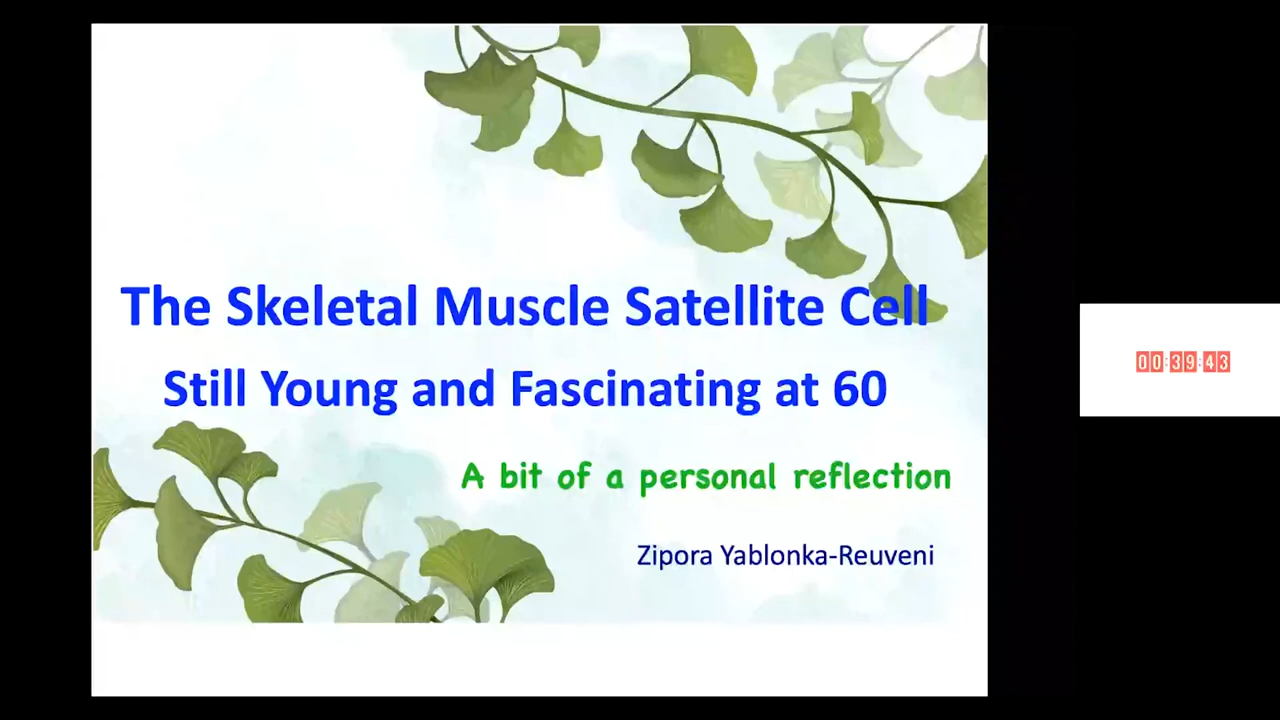 The Skeletal Muscle Satellite Cell
Still Young and Fascinating at 60
A bit of a personal reflection
Zipora Yablonka-Reuveni
00:39:43